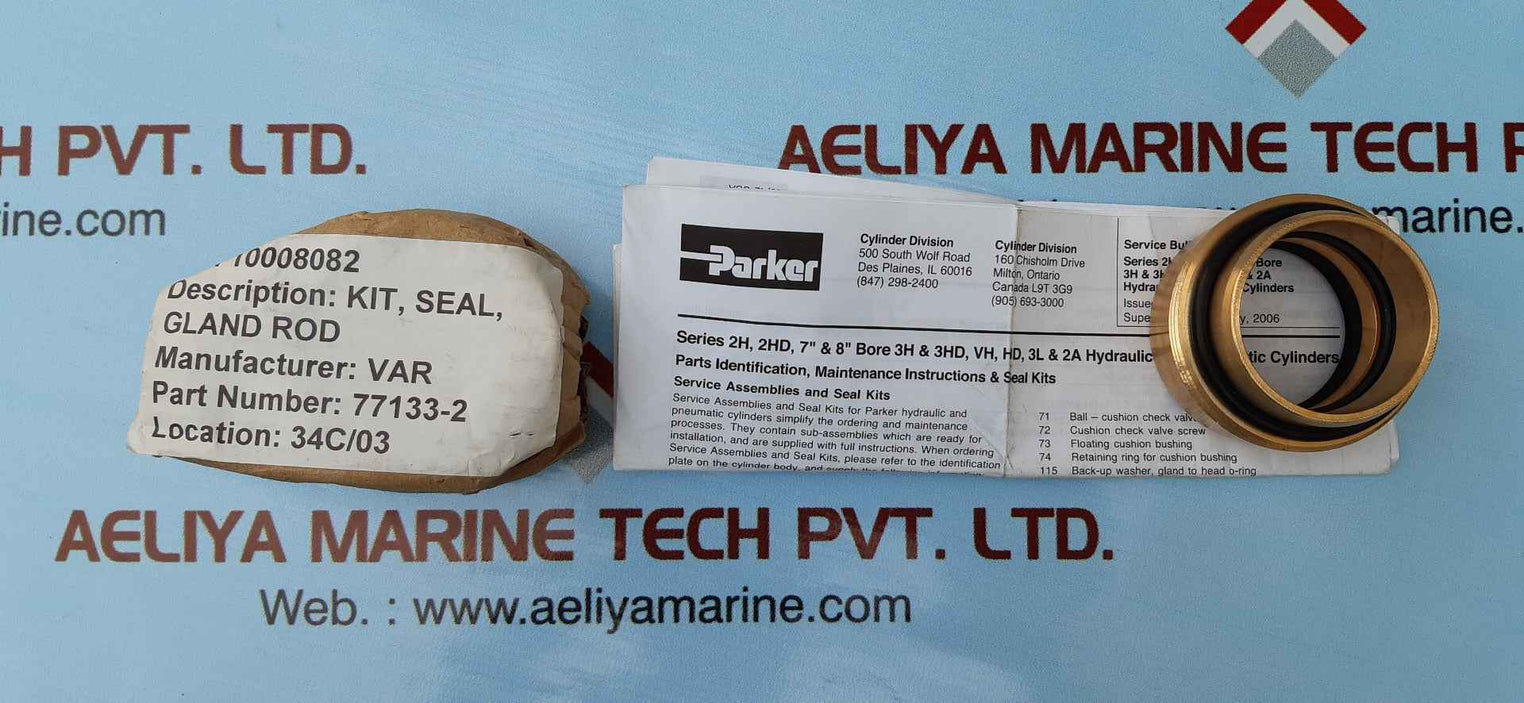 H PVT. LTD.
ine.com
AELIYA MARINE TECH P
marine.
10008082
Description: KIT, SEAL,
GLAND ROD
Manufacturer: VAR
Part Number: 77133-2
Location: 34C/03
Parker
Cylinder Division
500 South Wolf Road
Des Plaines, IL 60016
(847) 298-2400
Cylinder Division
160 Chisholm Drive
Milton, Ontario
Canada L9T 3G9
(905) 693-3000
Service Bul
Series 2H Bore
3H & 3H & 2A
Hydra Cylinders
Issue
Supe y, 2006
Series 2H, 2HD, 7" & 8" Bore 3H & 3HD, VH, HD, 3L & 2A Hydraulic tic Cylinders
Parts Identification, Maintenance Instructions & Seal Kits
Service Assemblies and Seal Kits
Service Assemblies and Seal Kits for Parker hydraulic and
pneumatic cylinders simplify the ordering and maintenance
processes. They contain sub-assemblies which are ready for
installation, and are supplied with full instructions. When ordering
Service Assemblies and Seal Kits, please refer to the identification
plate on the cylinder body, and supply the following information
71 Ball – cushion check valve
72 Cushion check valve screw
73 Floating cushion bushing
74 Retaining ring for cushion bushing
115 Back-up washer, gland to head o-ring
AELIYA MARINE TECH PVT. LTD.
Web. : www.aeliyamarine.com